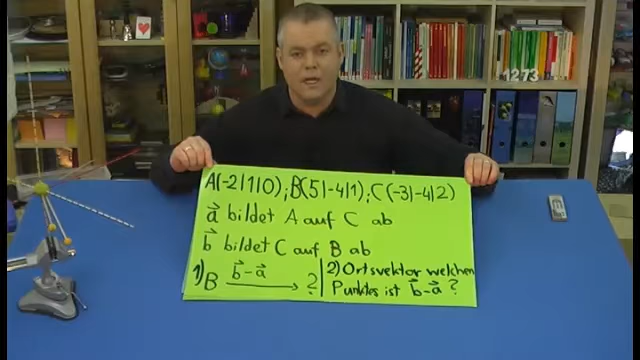 1273
A(-2|1|0); B(5|-4|1); C(-3|-4|2)
a⃗ bildet A auf C ab
b⃗ bildet C auf B ab
1) B ⟶ ? b⃗-a⃗
2) Ortsvektor welchen
Punktes ist b⃗-a⃗ ?